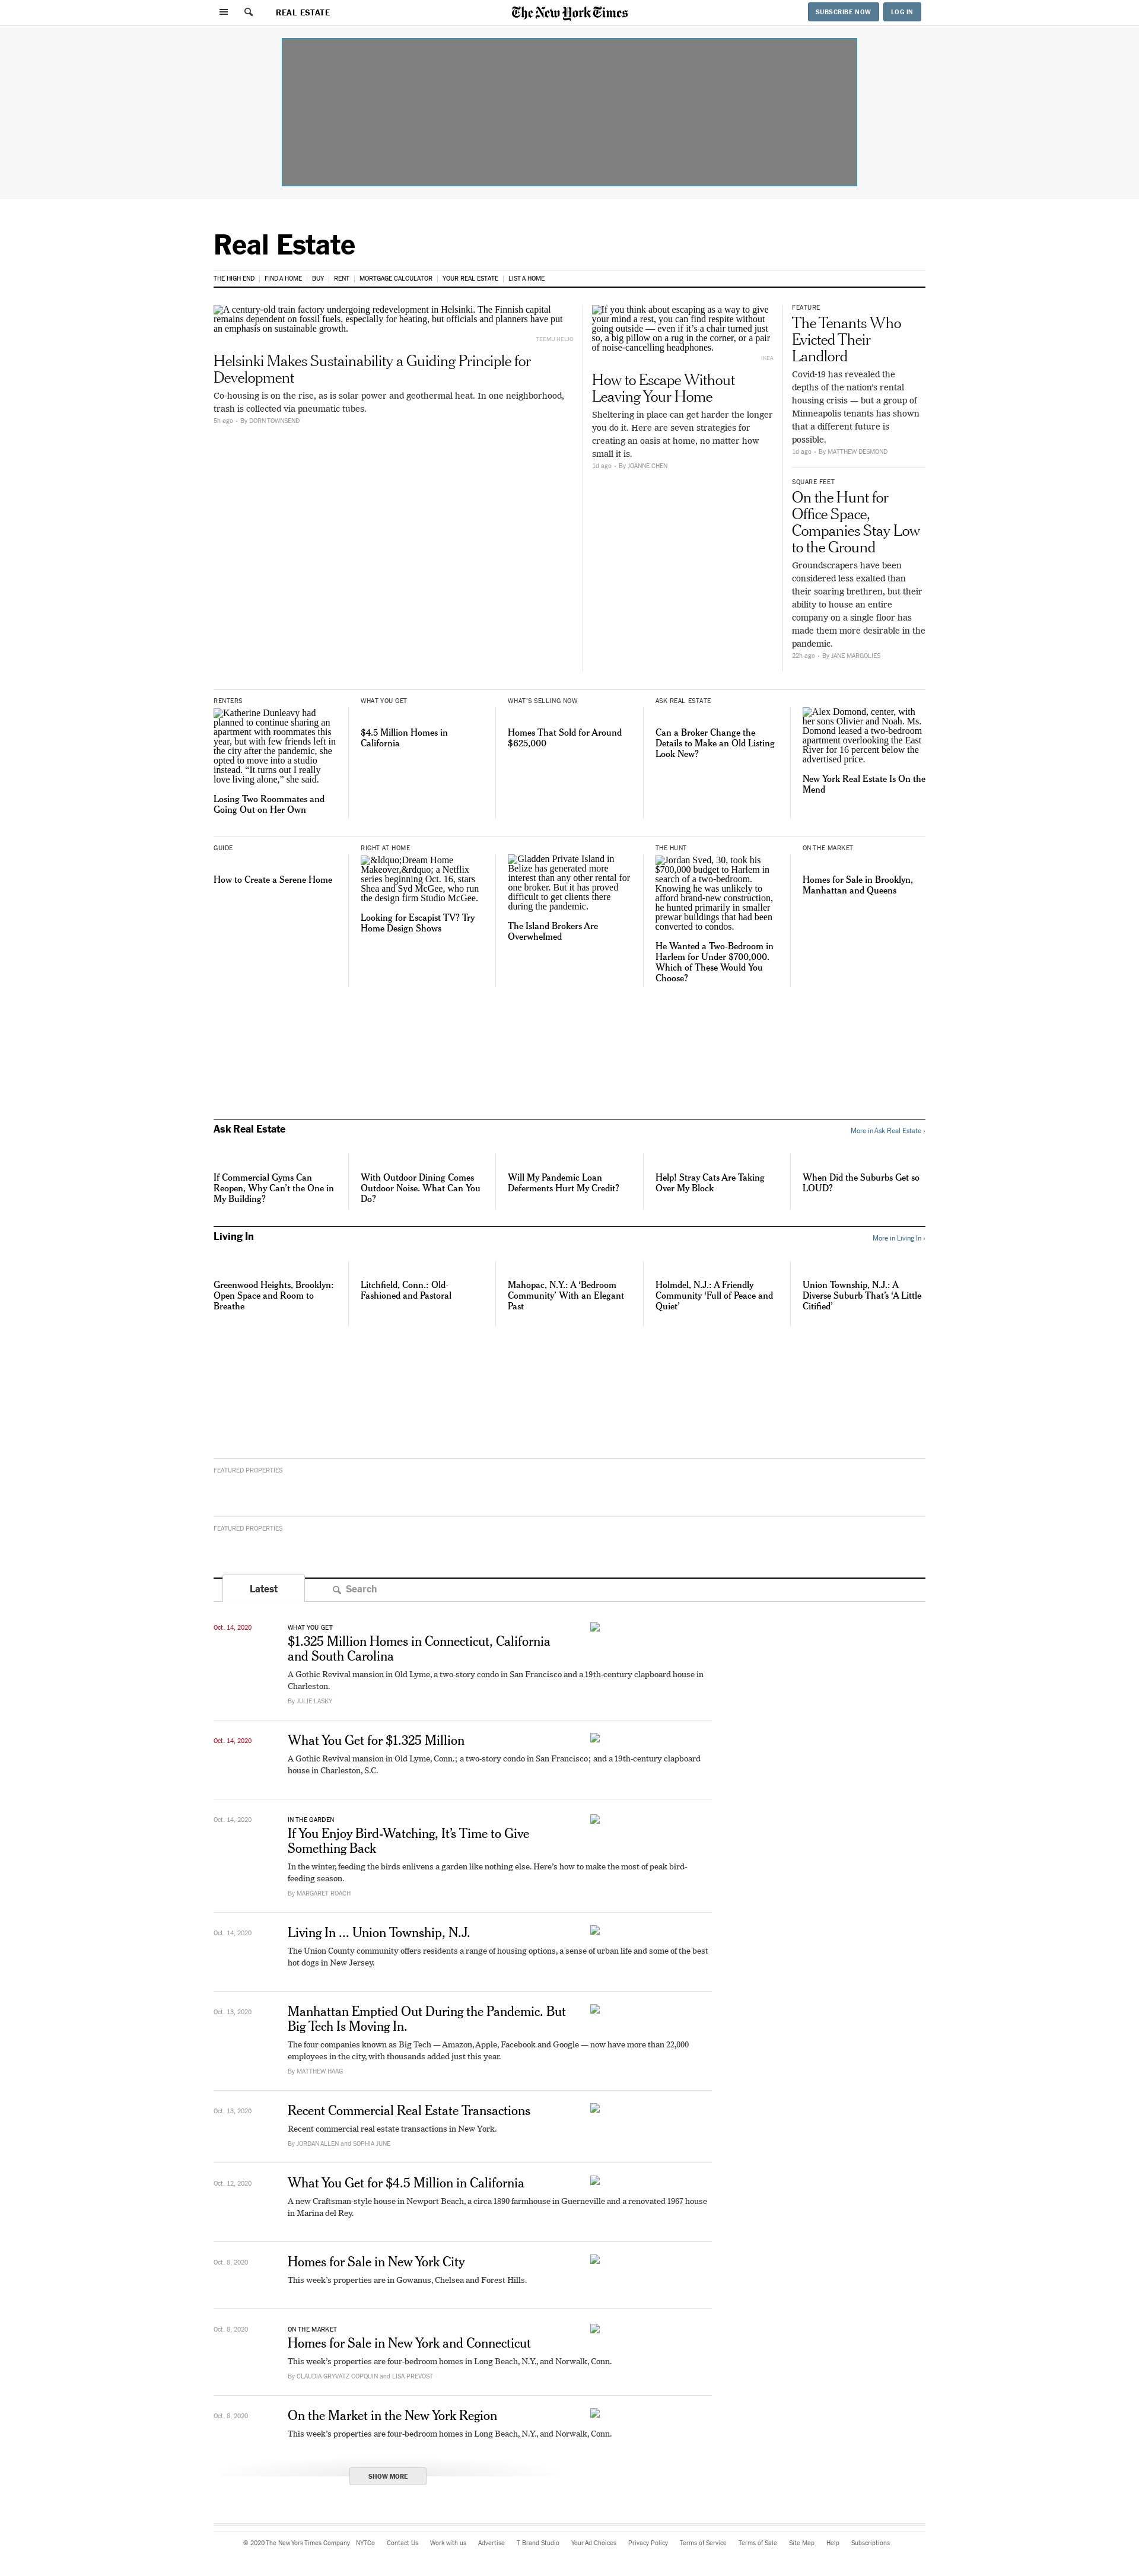 REAL ESTATE
The New York Times
SUBSCRIBE NOW
LOG IN
Real Estate
THE HIGH END | FIND A HOME | BUY | RENT | MORTGAGE CALCULATOR | YOUR REAL ESTATE | LIST A HOME
A century-old train factory undergoing redevelopment in Helsinki. The Finnish capital
remains dependent on fossil fuels, especially for heating, but officials and planners have put
an emphasis on sustainable growth.
TEEMU HELJO
Helsinki Makes Sustainability a Guiding Principle for
Development
Co-housing is on the rise, as is solar power and geothermal heat. In one neighborhood,
trash is collected via pneumatic tubes.
5h ago · By DORN TOWNSEND
If you think about escaping as a way to give
your mind a rest, you can find respite without
going outside — even if it’s a chair turned just
so, a big pillow on a rug in the corner, or a pair
of noise-cancelling headphones.
IKEA
How to Escape Without
Leaving Your Home
Sheltering in place can get harder the longer
you do it. Here are seven strategies for
creating an oasis at home, no matter how
small it is.
1d ago · By JOANNE CHEN
FEATURE
The Tenants Who
Evicted Their
Landlord
Covid-19 has revealed the
depths of the nation's rental
housing crisis — but a group of
Minneapolis tenants has shown
that a different future is
possible.
1d ago · By MATTHEW DESMOND
SQUARE FEET
On the Hunt for
Office Space,
Companies Stay Low
to the Ground
Groundscrapers have been
considered less exalted than
their soaring brethren, but their
ability to house an entire
company on a single floor has
made them more desirable in the
pandemic.
22h ago · By JANE MARGOLIES
RENTERS
Katherine Dunleavy had
planned to continue sharing an
apartment with roommates this
year, but with few friends left in
the city after the pandemic, she
opted to move into a studio
instead. “It turns out I really
love living alone,” she said.
Losing Two Roommates and
Going Out on Her Own
WHAT YOU GET
$4.5 Million Homes in
California
WHAT'S SELLING NOW
Homes That Sold for Around
$625,000
ASK REAL ESTATE
Can a Broker Change the
Details to Make an Old Listing
Look New?
Alex Domond, center, with
her sons Olivier and Noah. Ms.
Domond leased a two-bedroom
apartment overlooking the East
River for 16 percent below the
advertised price.
New York Real Estate Is On the
Mend
GUIDE
How to Create a Serene Home
RIGHT AT HOME
&ldquo;Dream Home
Makeover,&rdquo; a Netflix
series beginning Oct. 16, stars
Shea and Syd McGee, who run
the design firm Studio McGee.
Looking for Escapist TV? Try
Home Design Shows
Gladden Private Island in
Belize has generated more
interest than any other rental for
one broker. But it has proved
difficult to get clients there
during the pandemic.
The Island Brokers Are
Overwhelmed
THE HUNT
Jordan Sved, 30, took his
$700,000 budget to Harlem in
search of a two-bedroom.
Knowing he was unlikely to
afford brand-new construction,
he hunted primarily in smaller
prewar buildings that had been
converted to condos.
He Wanted a Two-Bedroom in
Harlem for Under $700,000.
Which of These Would You
Choose?
ON THE MARKET
Homes for Sale in Brooklyn,
Manhattan and Queens
Ask Real Estate
More in Ask Real Estate ›
If Commercial Gyms Can
Reopen, Why Can’t the One in
My Building?
With Outdoor Dining Comes
Outdoor Noise. What Can You
Do?
Will My Pandemic Loan
Deferments Hurt My Credit?
Help! Stray Cats Are Taking
Over My Block
When Did the Suburbs Get so
LOUD?
Living In
More in Living In ›
Greenwood Heights, Brooklyn:
Open Space and Room to
Breathe
Litchfield, Conn.: Old-
Fashioned and Pastoral
Mahopac, N.Y.: A ‘Bedroom
Community’ With an Elegant
Past
Holmdel, N.J.: A Friendly
Community ‘Full of Peace and
Quiet’
Union Township, N.J.: A
Diverse Suburb That’s ‘A Little
Citified’
FEATURED PROPERTIES
FEATURED PROPERTIES
Latest
Search
Oct. 14, 2020
WHAT YOU GET
$1.325 Million Homes in Connecticut, California
and South Carolina
A Gothic Revival mansion in Old Lyme, a two-story condo in San Francisco and a 19th-century clapboard house in
Charleston.
By JULIE LASKY
Oct. 14, 2020
What You Get for $1.325 Million
A Gothic Revival mansion in Old Lyme, Conn.; a two-story condo in San Francisco; and a 19th-century clapboard
house in Charleston, S.C.
Oct. 14, 2020
IN THE GARDEN
If You Enjoy Bird-Watching, It’s Time to Give
Something Back
In the winter, feeding the birds enlivens a garden like nothing else. Here’s how to make the most of peak bird-
feeding season.
By MARGARET ROACH
Oct. 14, 2020
Living In ... Union Township, N.J.
The Union County community offers residents a range of housing options, a sense of urban life and some of the best
hot dogs in New Jersey.
Oct. 13, 2020
Manhattan Emptied Out During the Pandemic. But
Big Tech Is Moving In.
The four companies known as Big Tech — Amazon, Apple, Facebook and Google — now have more than 22,000
employees in the city, with thousands added just this year.
By MATTHEW HAAG
Oct. 13, 2020
Recent Commercial Real Estate Transactions
Recent commercial real estate transactions in New York.
By JORDAN ALLEN and SOPHIA JUNE
Oct. 12, 2020
What You Get for $4.5 Million in California
A new Craftsman-style house in Newport Beach, a circa 1890 farmhouse in Guerneville and a renovated 1967 house
in Marina del Rey.
Oct. 8, 2020
Homes for Sale in New York City
This week’s properties are in Gowanus, Chelsea and Forest Hills.
Oct. 8, 2020
ON THE MARKET
Homes for Sale in New York and Connecticut
This week’s properties are four-bedroom homes in Long Beach, N.Y., and Norwalk, Conn.
By CLAUDIA GRYVATZ COPQUIN and LISA PREVOST
Oct. 8, 2020
On the Market in the New York Region
This week’s properties are four-bedroom homes in Long Beach, N.Y., and Norwalk, Conn.
SHOW MORE
© 2020 The New York Times Company NYTCo Contact Us Work with us Advertise T Brand Studio Your Ad Choices Privacy Policy Terms of Service Terms of Sale Site Map Help Subscriptions